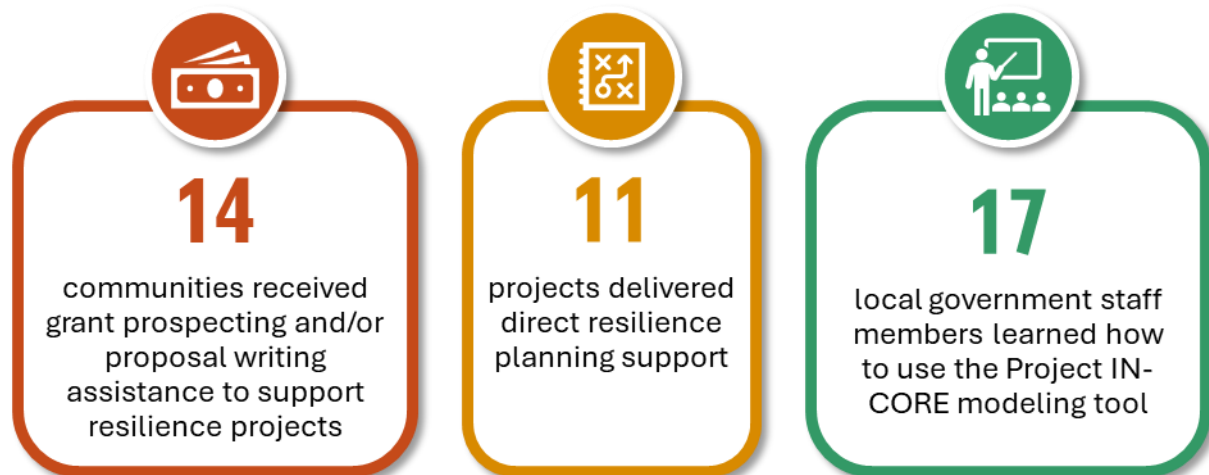 14
communities received
grant prospecting and/or
proposal writing
assistance to support
resilience projects
11
projects delivered
direct resilience
planning support
17
local government staff
members learned how
to use the Project IN-
CORE modeling tool